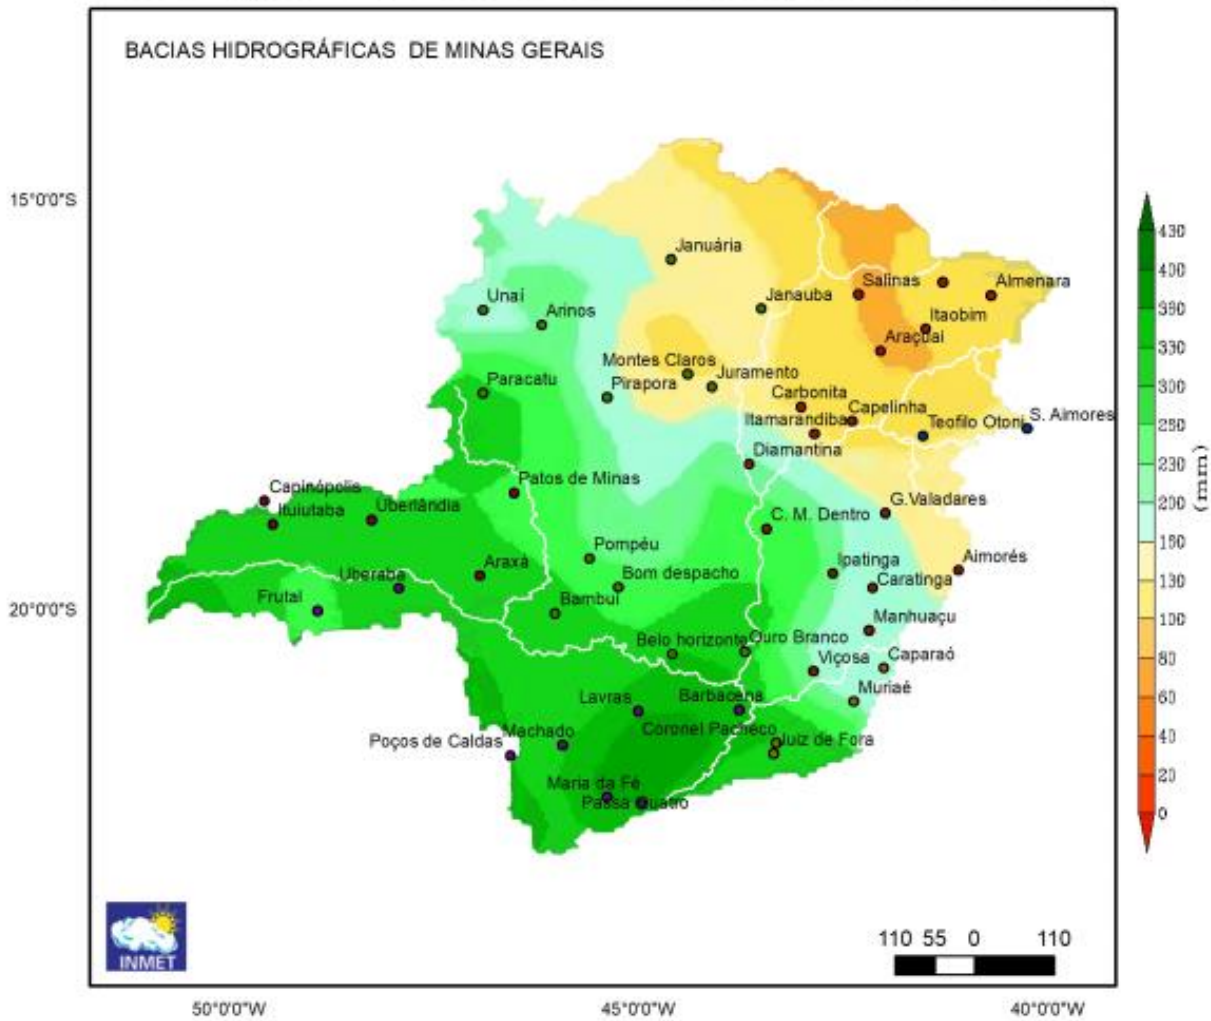 BACIAS HIDROGRÁFICAS DE MINAS GERAIS
15°0'0"S
20°0'0"S
Januária
Unaí
Arinos
Janauba
Salinas
Almenara
Itaobim
Araçuai
Montes Claros
Juramento
Paracatu
Pirapora
Carbonita
Itamarandiba
Capelinha
Teofilo Otoni
S. Aimores
Diamantina
Patos de Minas
Capinópolis
Ituiutaba
Uberlândia
C. M. Dentro
G.Valadares
Pompéu
Ipatinga
Aimorés
Araxá
Uberaba
Bom despacho
Caratinga
Frutal
Bambuí
Manhuaçu
Belo horizonte
Ouro Branco
Viçosa
Caparaó
Muriaé
Lavras
Barbacena
Coronel Pacheco
Machado
Poços de Caldas
Juiz de Fora
Maria da Fé
Passa Quatro
430
400
380
330
300
280
230
200
180
130
100
80
60
40
20
0
(mm)
INMET
110 55 0 110
50°0'0"W
45°0'0"W
40°0'0"W